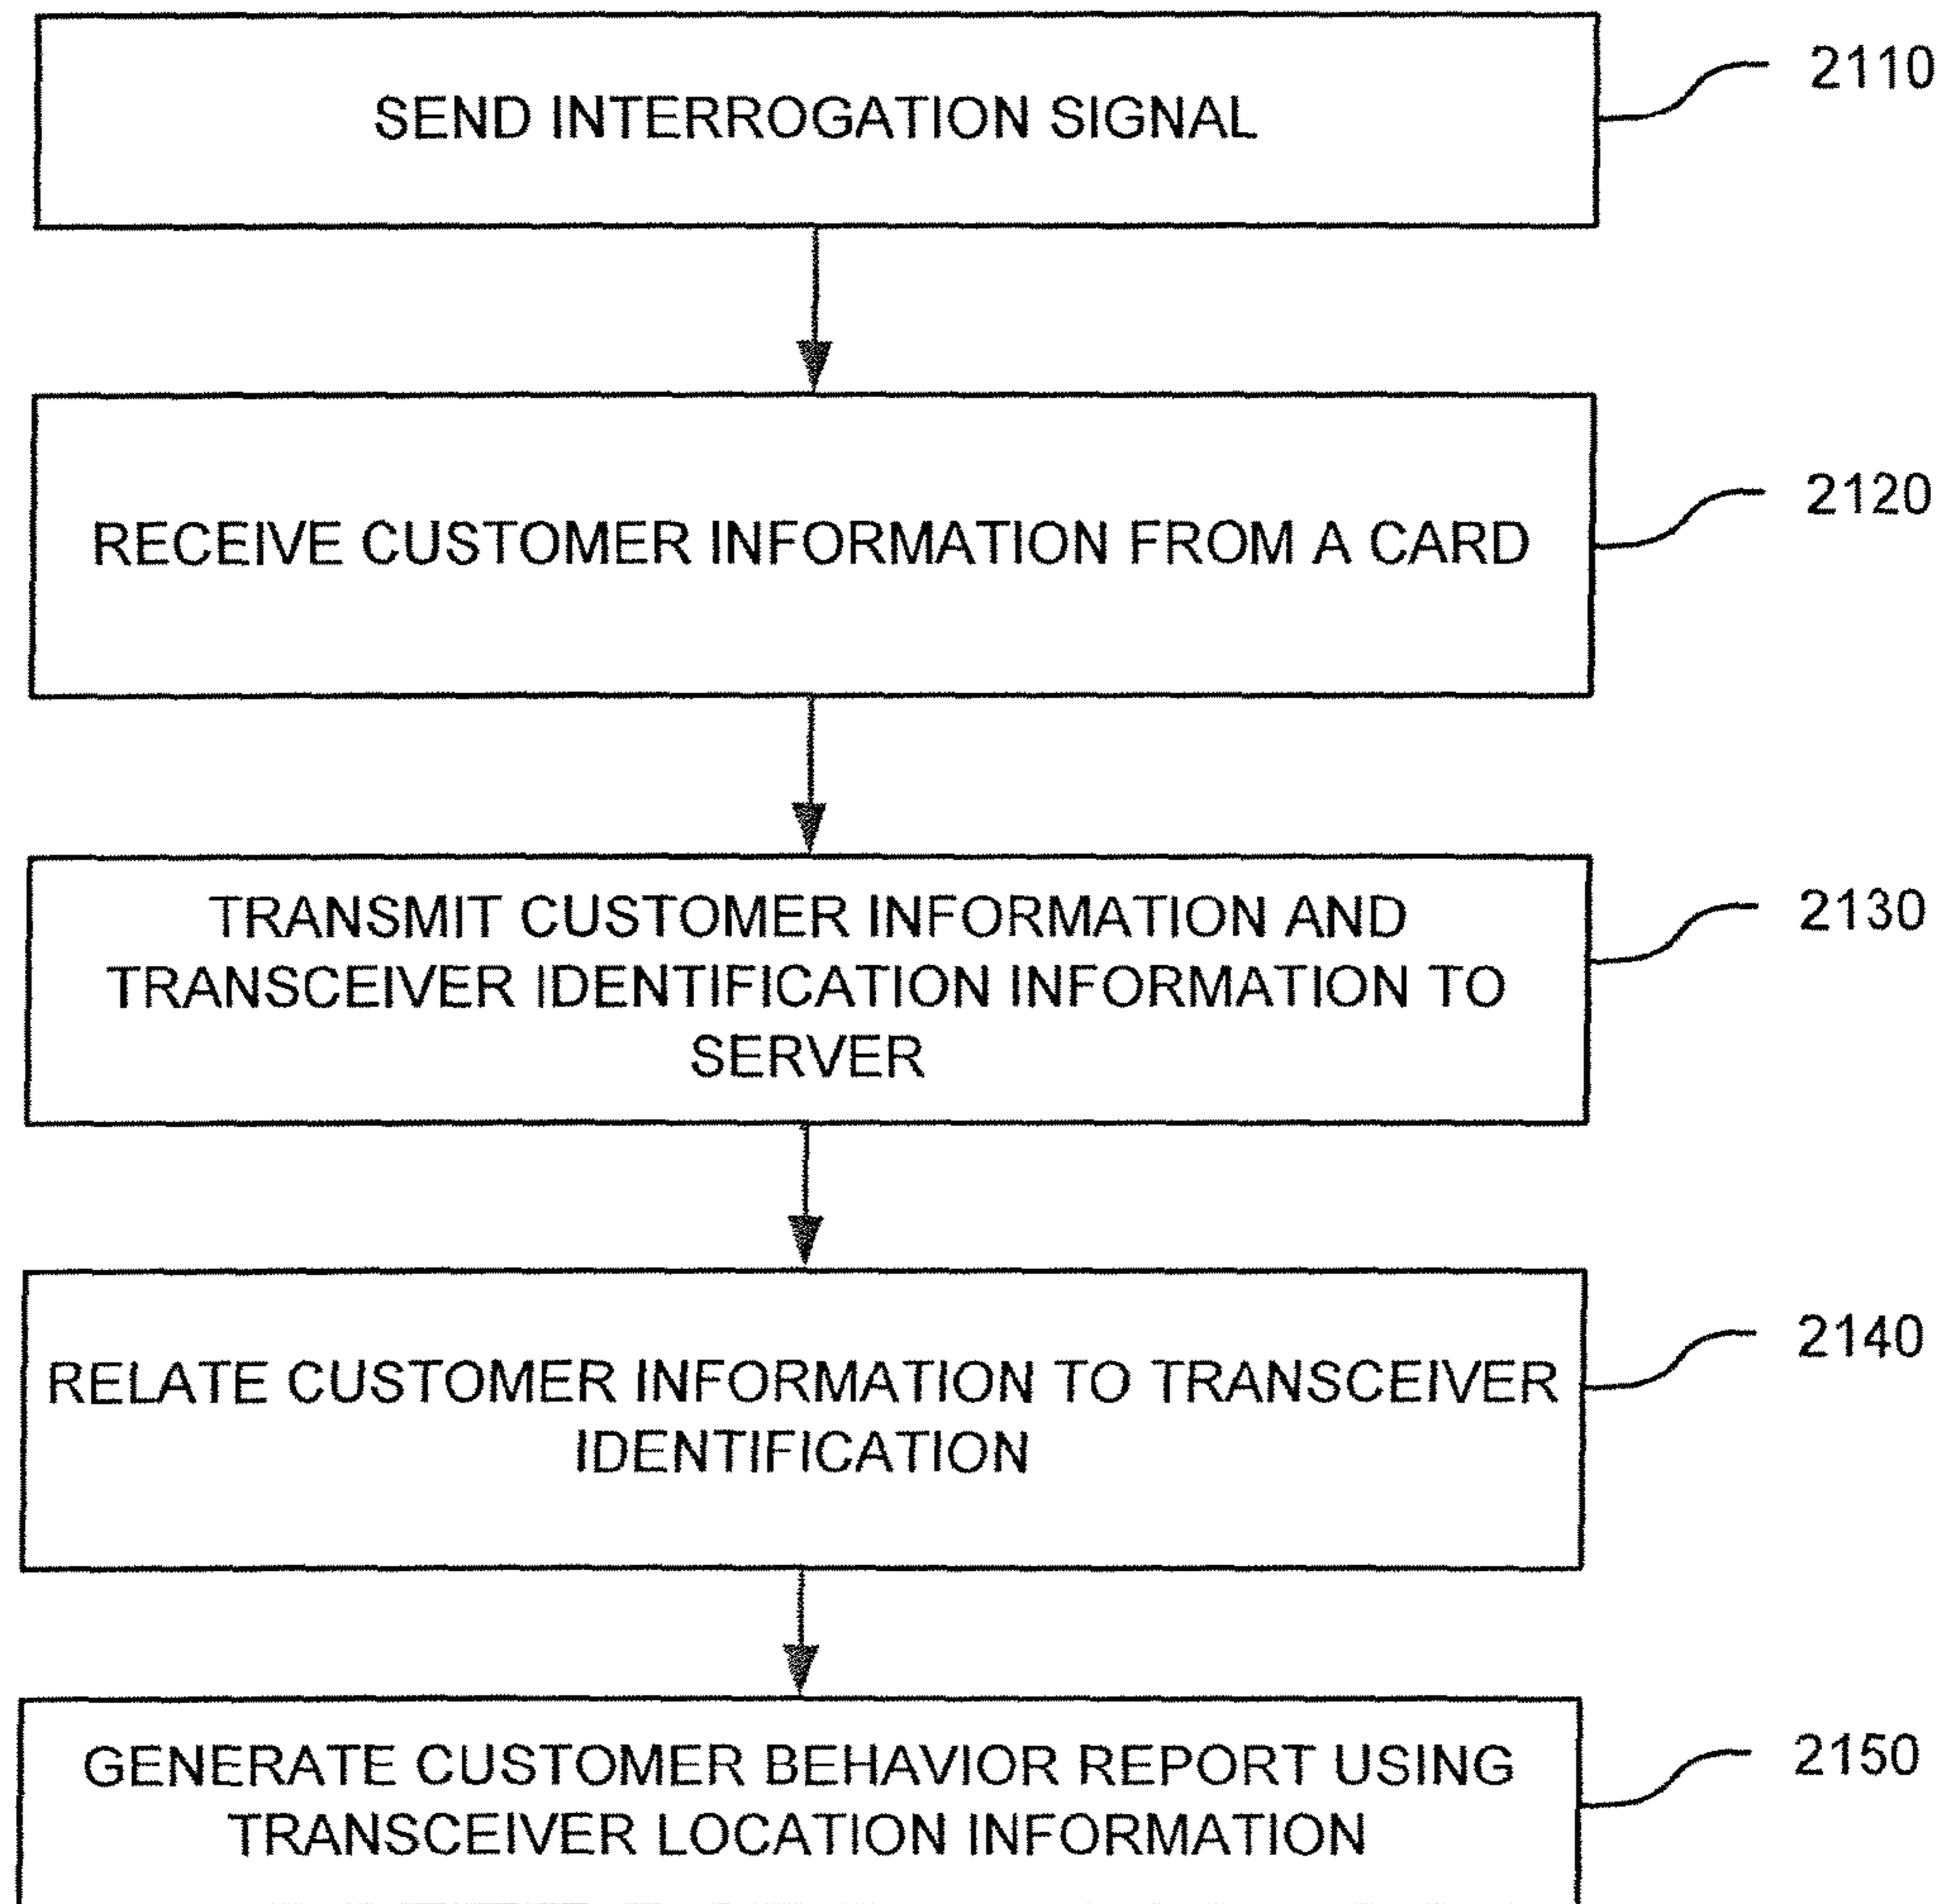 SEND INTERROGATION SIGNAL
2110
RECEIVE CUSTOMER INFORMATION FROM A CARD
2120
TRANSMIT CUSTOMER INFORMATION AND
TRANSCEIVER IDENTIFICATION INFORMATION TO
SERVER
2130
RELATE CUSTOMER INFORMATION TO TRANSCEIVER
IDENTIFICATION
2140
GENERATE CUSTOMER BEHAVIOR REPORT USING
TRANSCEIVER LOCATION INFORMATION
2150